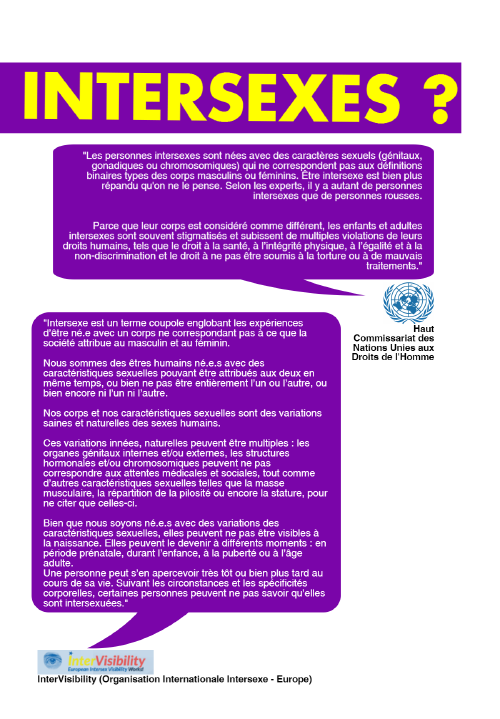 INTERSEXES ?
"Les personnes intersexes sont nées avec des caractères sexuels (génitaux,
gonadiques ou chromosomiques) qui ne correspondent pas aux définitions
binaires types des corps masculins ou féminins. Être intersexe est bien plus
répandu qu'on ne le pense. Selon les experts, il y a autant de personnes
intersexes que de personnes rousses.
Parce que leur corps est considéré comme différent, les enfants et adultes
intersexes sont souvent stigmatisés et subissent de multiples violations de leurs
droits humains, tels que le droit à la santé, à l'intégrité physique, à l'égalité et à la
non-discrimination et le droit à ne pas être soumis à la torture ou à de mauvais
traitements."
Haut
Commissariat des
Nations Unies aux
Droits de l'Homme
"Intersexe est un terme coupole englobant les expériences
d'être né.e avec un corps ne correspondant pas à ce que la
société attribue au masculin et au féminin.
Nous sommes des êtres humains né.e.s avec des
caractéristiques sexuelles pouvant être attribués aux deux en
même temps, ou bien ne pas être entièrement l'un ou l'autre, ou
bien encore ni l'un ni l'autre.
Nos corps et nos caractéristiques sexuelles sont des variations
saines et naturelles des sexes humains.
Ces variations innées, naturelles peuvent être multiples : les
organes génitaux internes et/ou externes, les structures
hormonales et/ou chromosomiques peuvent ne pas
correspondre aux attentes médicales et sociales, tout comme
d'autres caractéristiques sexuelles telles que la masse
musculaire, la répartition de la pilosité ou encore la stature, pour
ne citer que celles-ci.
Bien que nous soyons né.e.s avec des variations des
caractéristiques sexuelles, elles peuvent ne pas être visibles à
la naissance. Elles peuvent le devenir à différents moments : en
période prénatale, durant l'enfance, à la puberté ou à l'âge
adulte.
Une personne peut s'en apercevoir très tôt ou bien plus tard au
cours de sa vie. Suivant les circonstances et les spécificités
corporelles, certaines personnes peuvent ne pas savoir qu'elles
sont intersexuées."
interVisibility
European Intersex Visibility Works!
InterVisibility (Organisation Internationale Intersexe - Europe)